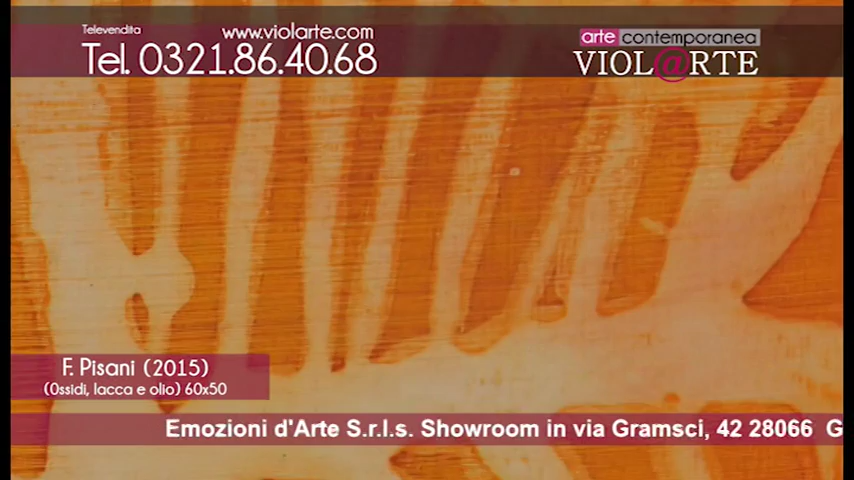 Televendita
www.violarte.com
Tel. 0321.86.40.68
arte contemporanea
VIOL@RTE
F. Pisani (2015)
(Ossidi, lacca e olio) 60x50
Emozioni d'Arte S.r.l.s. Showroom in via Gramsci, 42 28066 G